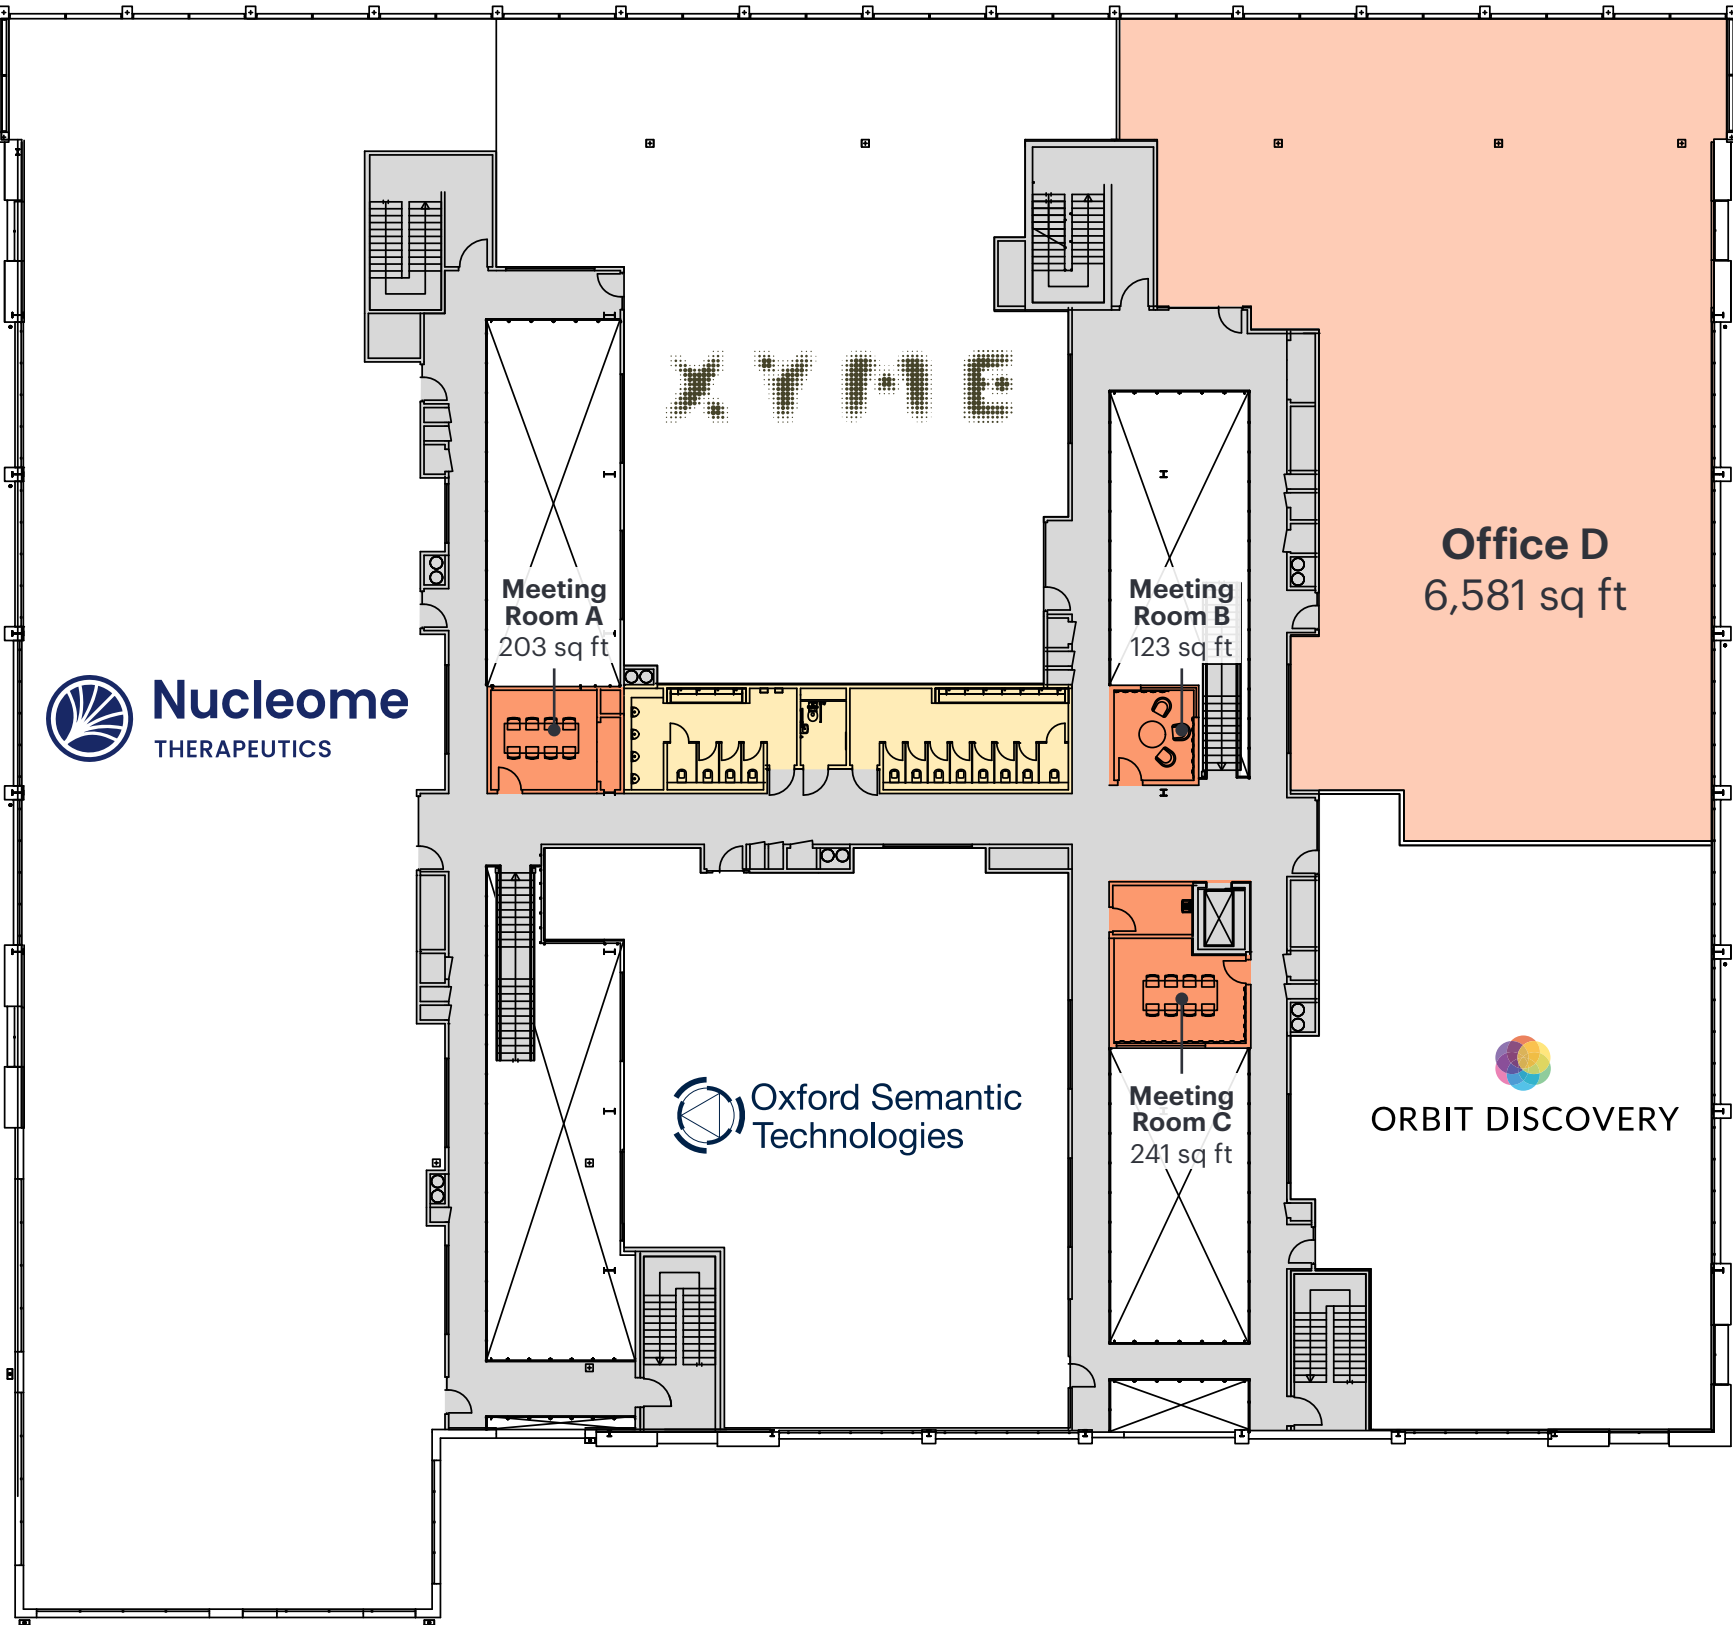 XYME
Office D
6,581 sq ft
Meeting
Room A
203 sq ft
Meeting
Room B
123 sq ft
Nucleome
THERAPEUTICS
Oxford Semantic
Technologies
Meeting
Room C
241 sq ft
ORBIT DISCOVERY